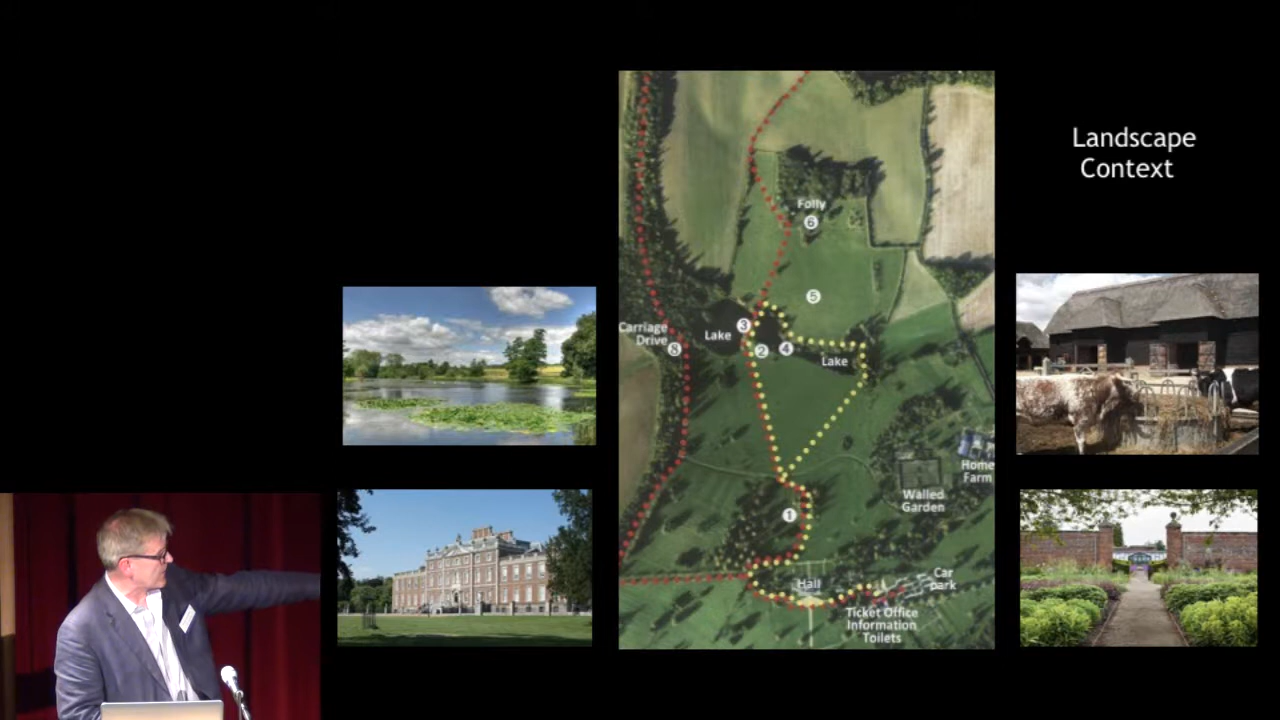 Landscape
Context
Folly
6
5
Carriage
Drive
8
Lake
3
2
4
Lake
Home
Farm
Walled
Garden
1
Hall
Car
park
Ticket Office
Information
Toilets